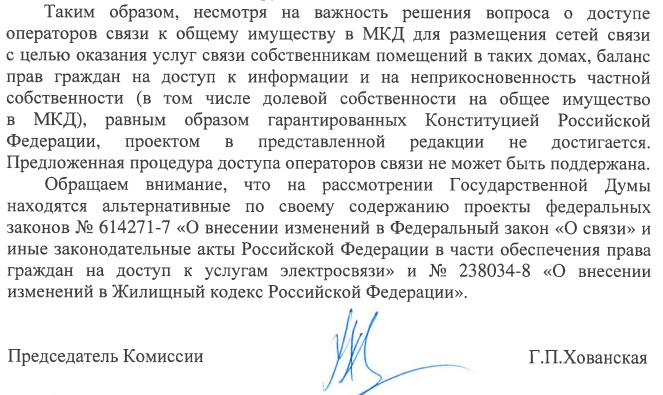 Таким образом, несмотря на важность решения вопроса о доступе
операторов связи к общему имуществу в МКД для размещения сетей связи
с целью оказания услуг связи собственникам помещений в таких домах, баланс
прав граждан на доступ к информации и на неприкосновенность частной
собственности (в том числе долевой собственности на общее имущество
в МКД), равным образом гарантированных Конституцией Российской
Федерации, проектом в представленной редакции не достигается.
Предложенная процедура доступа операторов связи не может быть поддержана.
Обращаем внимание, что на рассмотрении Государственной Думы
находятся альтернативные по своему содержанию проекты федеральных
законов № 614271-7 «О внесении изменений в Федеральный закон «О связи» и
иные законодательные акты Российской Федерации в части обеспечения права
граждан на доступ к услугам электросвязи» и № 238034-8 «О внесении
изменений в Жилищный кодекс Российской Федерации».
Председатель Комиссии Г.П.Хованская